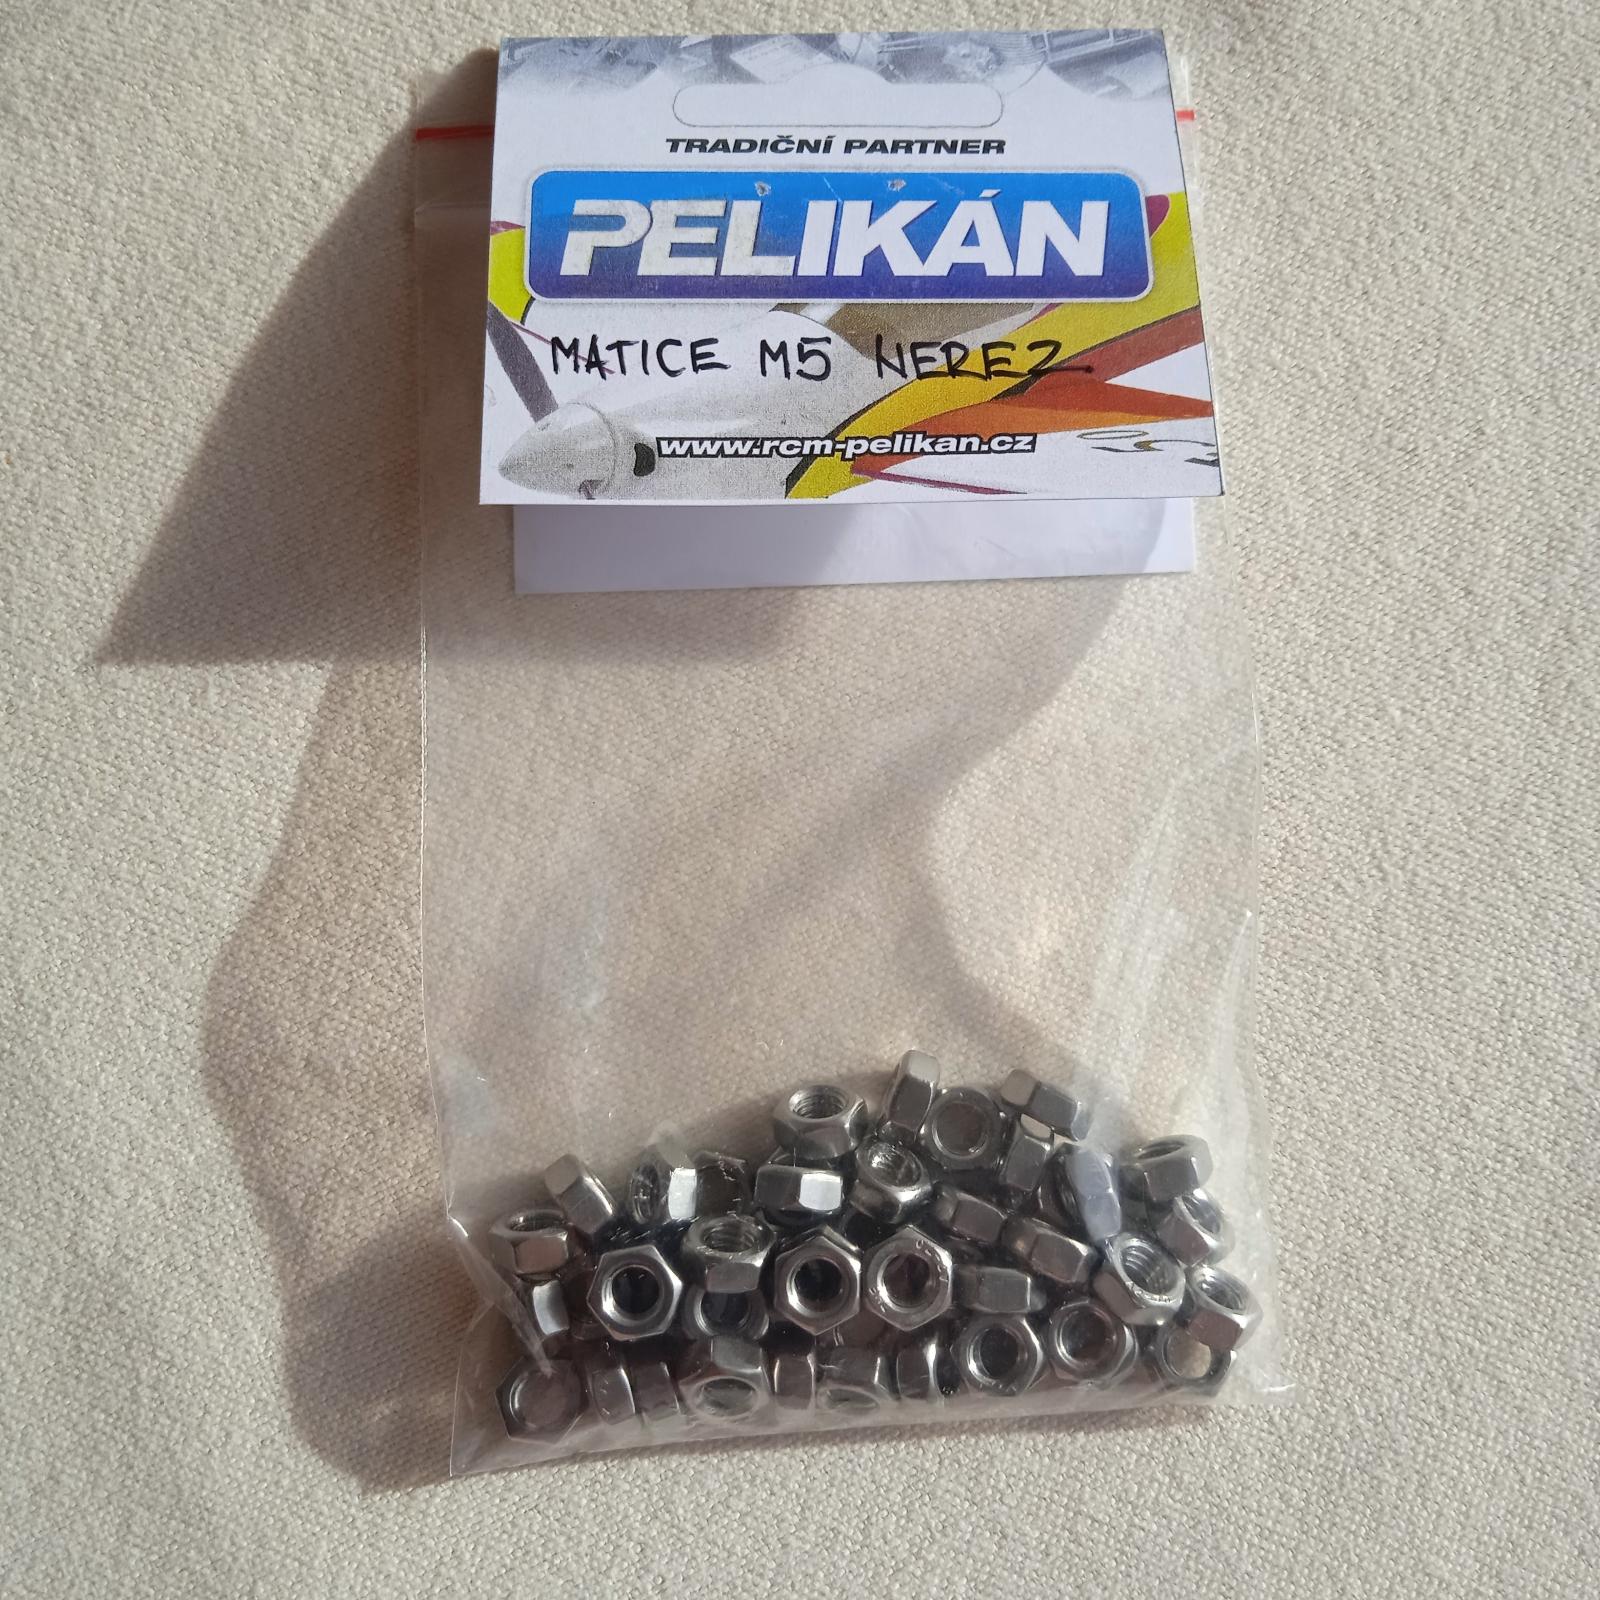 TRADIČNÍ PARTNER
PELIKÁN
MATICE M5 NEREZ
www.rcm-pelikan.cz